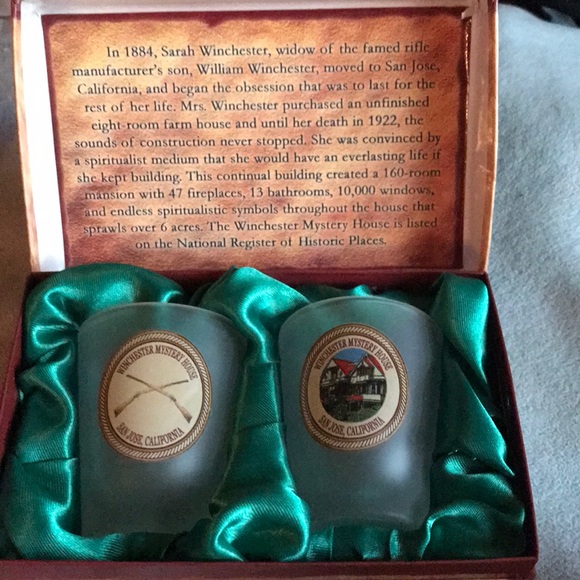 In 1884, Sarah Winchester, widow of the famed rifle
manufacturer's son, William Winchester, moved to San Jose,
California, and began the obsession that was to last for the
rest of her life. Mrs. Winchester purchased an unfinished
eight-room farm house and until her death in 1922, the
sounds of construction never stopped. She was convinced by
a spiritualist medium that she would have an everlasting life if
she kept building. This continual building created a 160-room
mansion with 47 fireplaces, 13 bathrooms, 10,000 windows,
and endless spiritualistic symbols throughout the house that
sprawls over 6 acres. The Winchester Mystery House is listed
on the National Register of Historic Places.
WINCHESTER MYSTERY HOUSE
SAN JOSE, CALIFORNIA
WINCHESTER MYSTERY HOUSE
SAN JOSE, CALIFORNIA